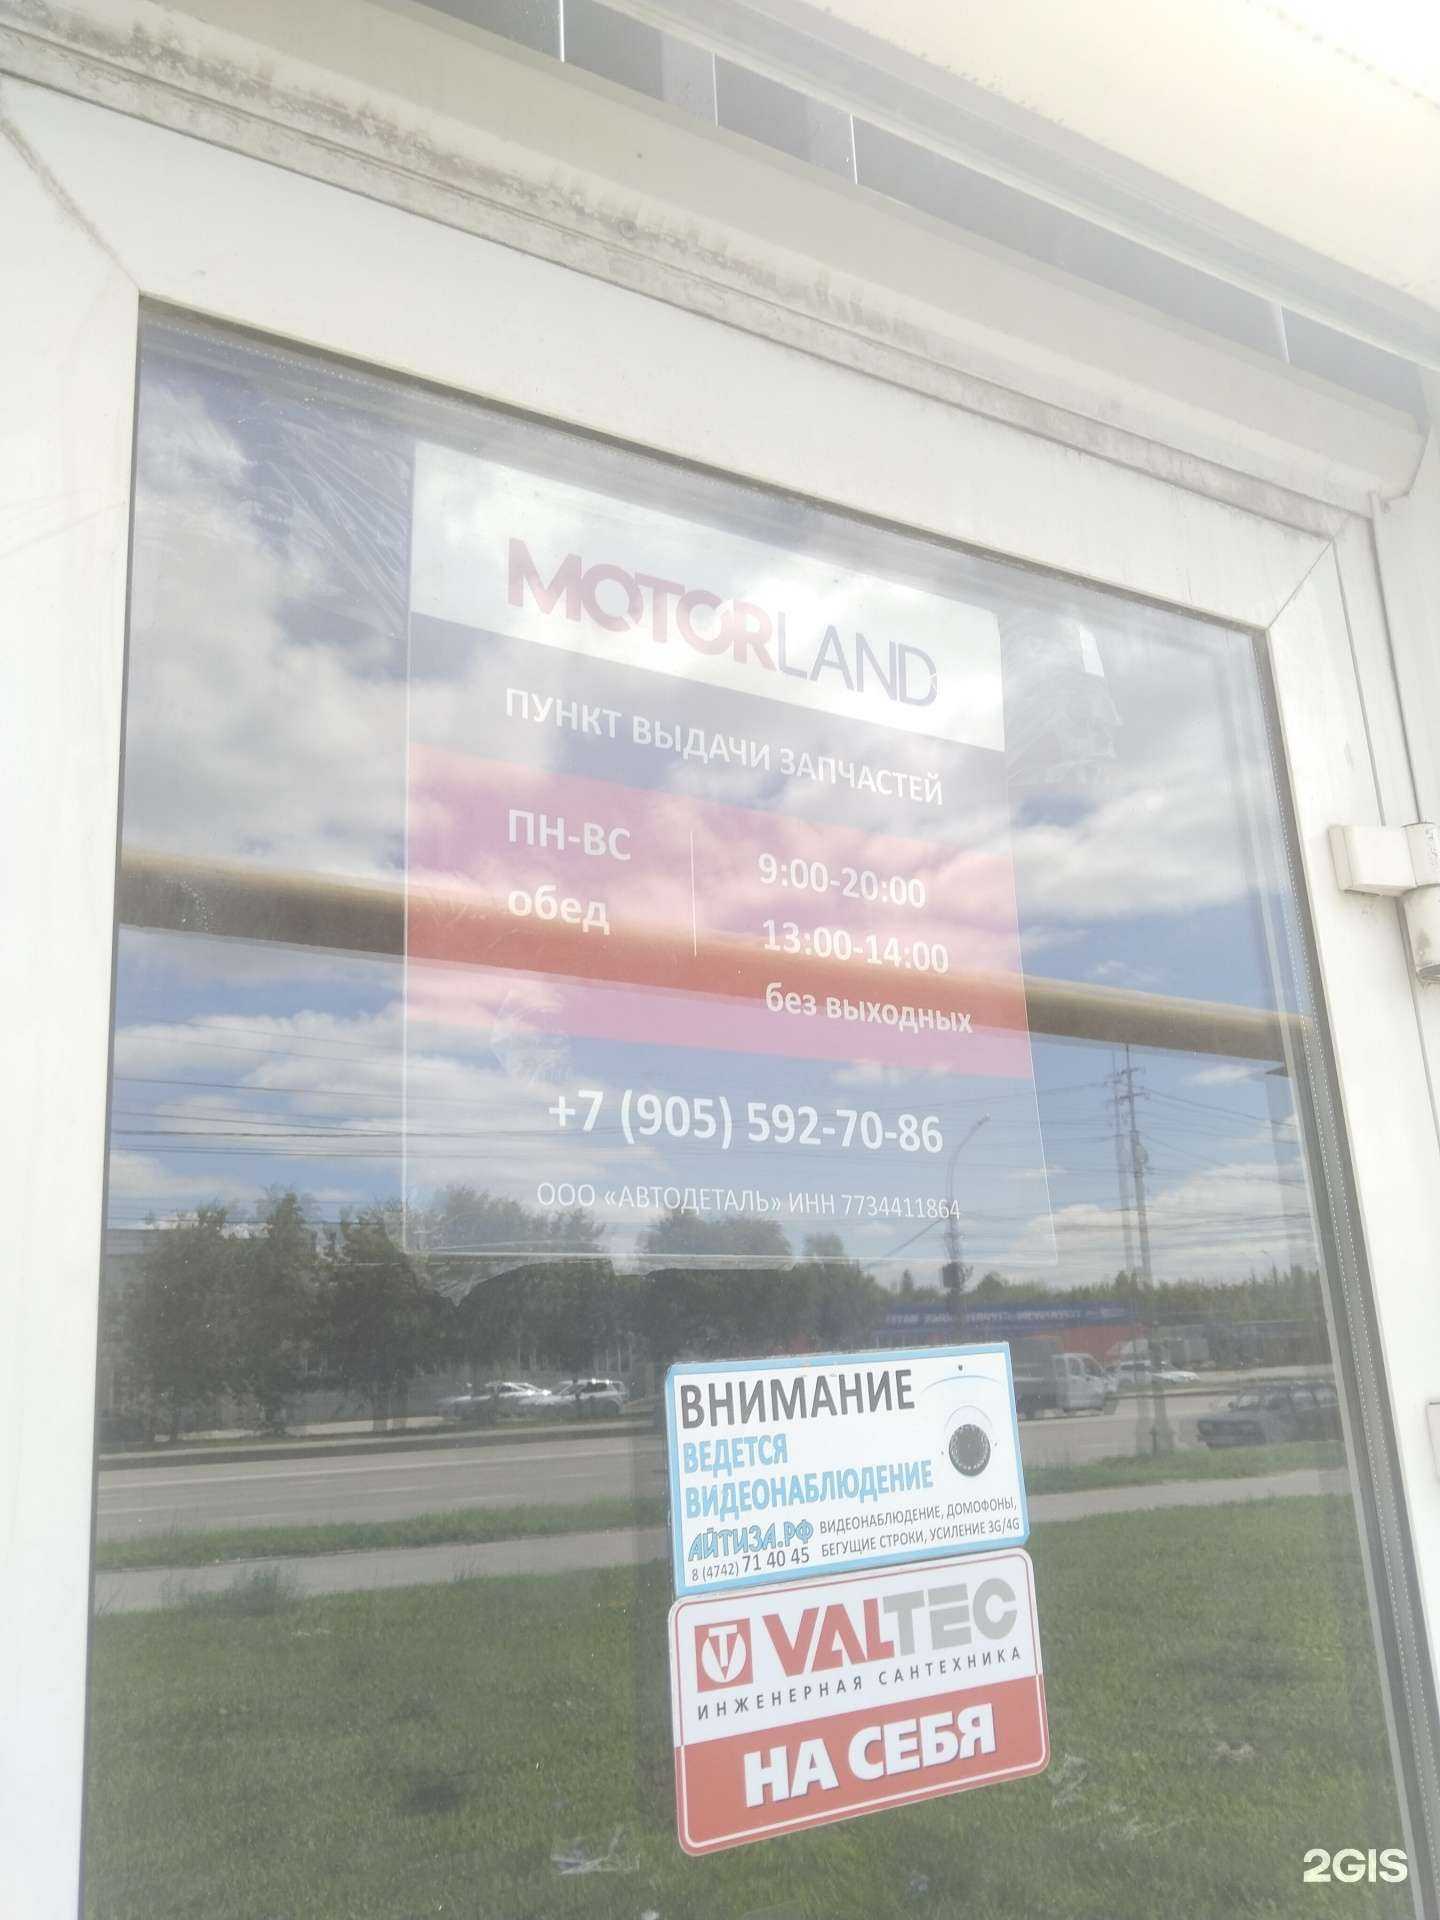 MOTORLAND
ПУНКТ ВЫДАЧИ ЗАПЧАСТЕЙ
ПН-ВС 9:00-20:00
обед 13:00-14:00
без выходных
+7 (905) 592-70-86
ООО «АВТОДЕТАЛЬ» ИНН 7734411864
ВНИМАНИЕ
ВЕДЕТСЯ
ВИДЕОНАБЛЮДЕНИЕ
АЙТИЗА.РФ ВИДЕОНАБЛЮДЕНИЕ, ДОМОФОНЫ,
8 (4742) 71 40 45 БЕГУЩИЕ СТРОКИ, УСИЛЕНИЕ 3G/4G
VALTEC
ИНЖЕНЕРНАЯ САНТЕХНИКА
НА СЕБЯ
2GIS